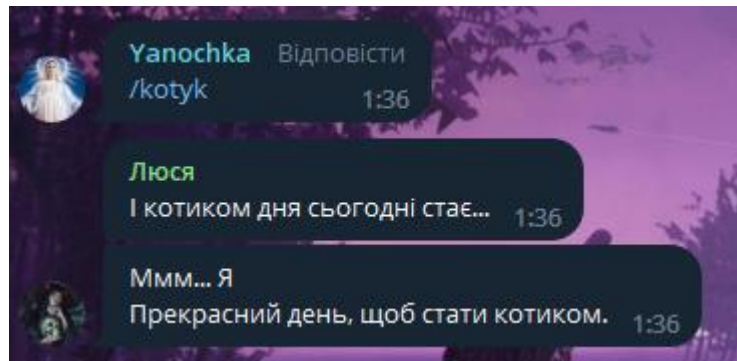 Yanochka Відповісти
/kotyk
1:36
Люся
І котиком дня сьогодні стає... 1:36
Ммм... Я
Прекрасний день, щоб стати котиком. 1:36